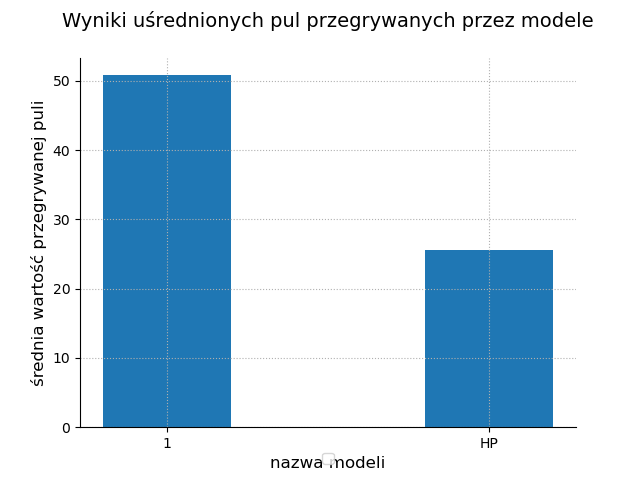 Wyniki uśrednionych pul przegrywanych przez modele
średnia wartość przegrywanej puli
50
40
30
20
10
0
1
HP
nazwa modeli